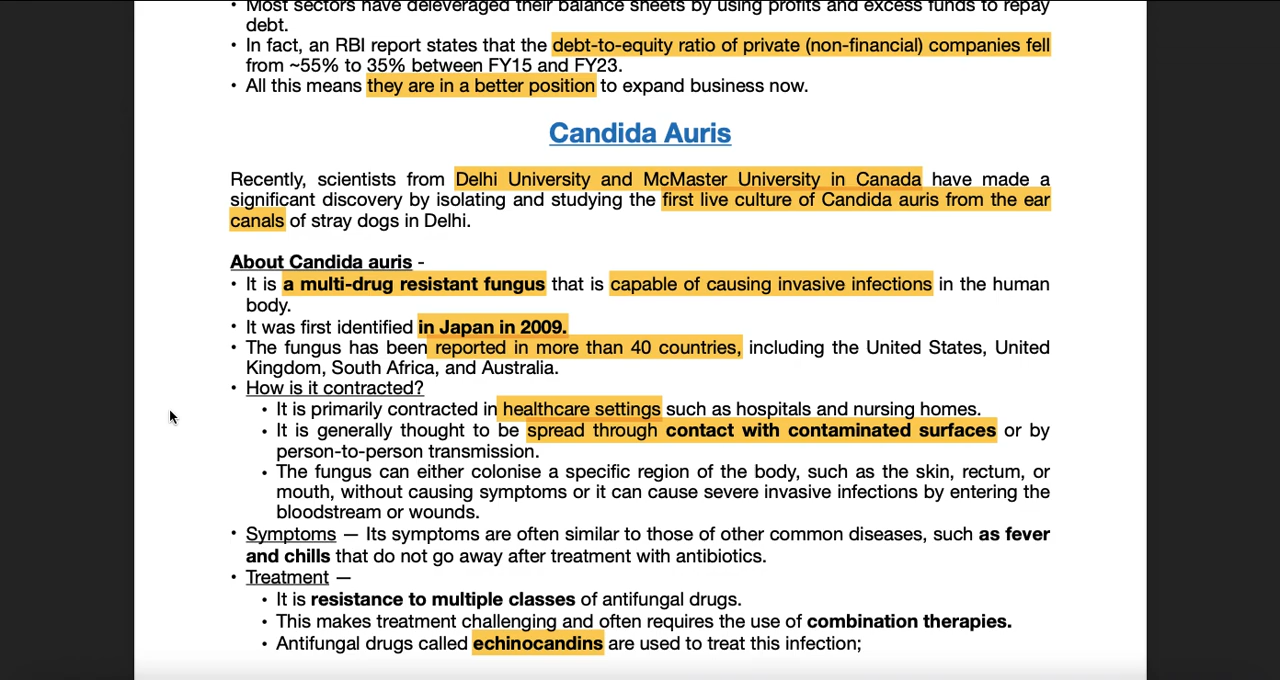 • Most sectors have deleveraged their balance sheets by using profits and excess funds to repay
debt.
• In fact, an RBI report states that the debt-to-equity ratio of private (non-financial) companies fell
from ~55% to 35% between FY15 and FY23.
• All this means they are in a better position to expand business now.
Candida Auris
Recently, scientists from Delhi University and McMaster University in Canada have made a
significant discovery by isolating and studying the first live culture of Candida auris from the ear
canals of stray dogs in Delhi.
About Candida auris -
• It is a multi-drug resistant fungus that is capable of causing invasive infections in the human
body.
• It was first identified in Japan in 2009.
• The fungus has been reported in more than 40 countries, including the United States, United
Kingdom, South Africa, and Australia.
• How is it contracted?
• It is primarily contracted in healthcare settings such as hospitals and nursing homes.
• It is generally thought to be spread through contact with contaminated surfaces or by
person-to-person transmission.
• The fungus can either colonise a specific region of the body, such as the skin, rectum, or
mouth, without causing symptoms or it can cause severe invasive infections by entering the
bloodstream or wounds.
• Symptoms — Its symptoms are often similar to those of other common diseases, such as fever
and chills that do not go away after treatment with antibiotics.
• Treatment —
• It is resistance to multiple classes of antifungal drugs.
• This makes treatment challenging and often requires the use of combination therapies.
• Antifungal drugs called echinocandins are used to treat this infection;